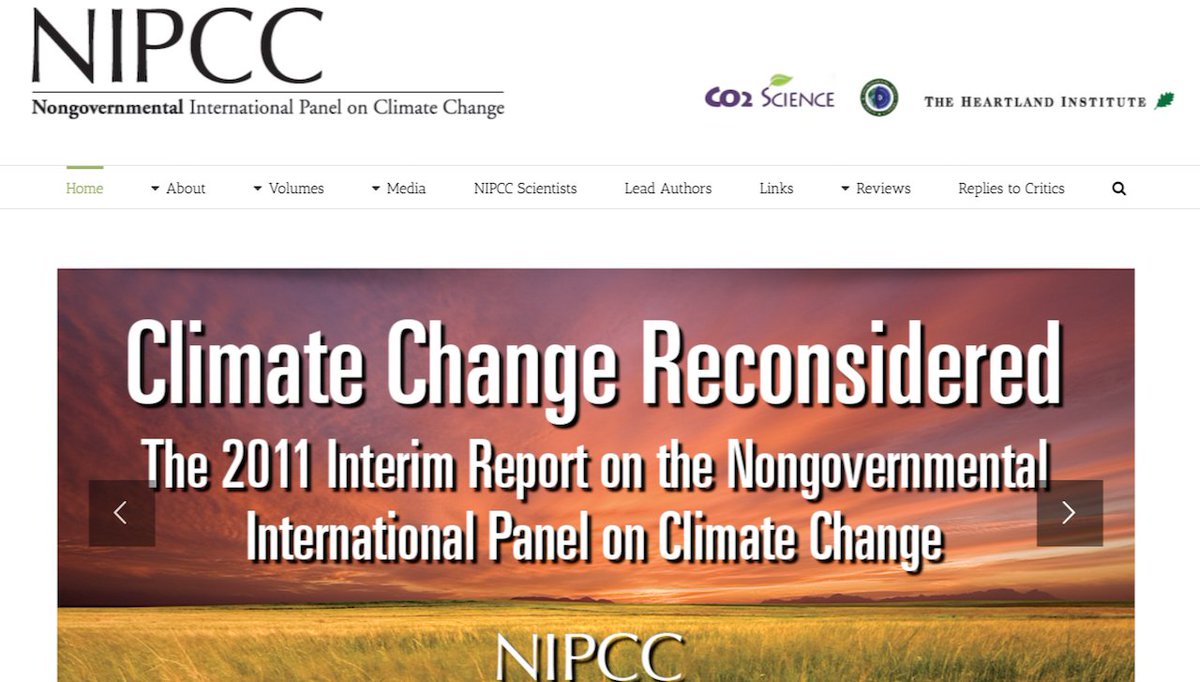 NIPCC
Nongovernmental International Panel on Climate Change
CO2 SCIENCE
THE HEARTLAND INSTITUTE
Home About Volumes Media NIPCC Scientists Lead Authors Links Reviews Replies to Critics
Climate Change Reconsidered
The 2011 Interim Report on the Nongovernmental
International Panel on Climate Change
NIPCC